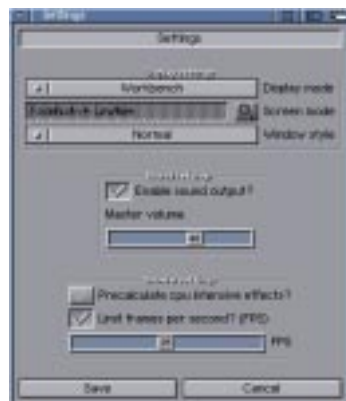 Settings
Settings
Workbench Display mode
Screen mode
Normal Window style
Enable sound output?
Master volume
Precalculate cpu intensive effects?
Limit frames per second? (FPS)
FPS
Save Cancel